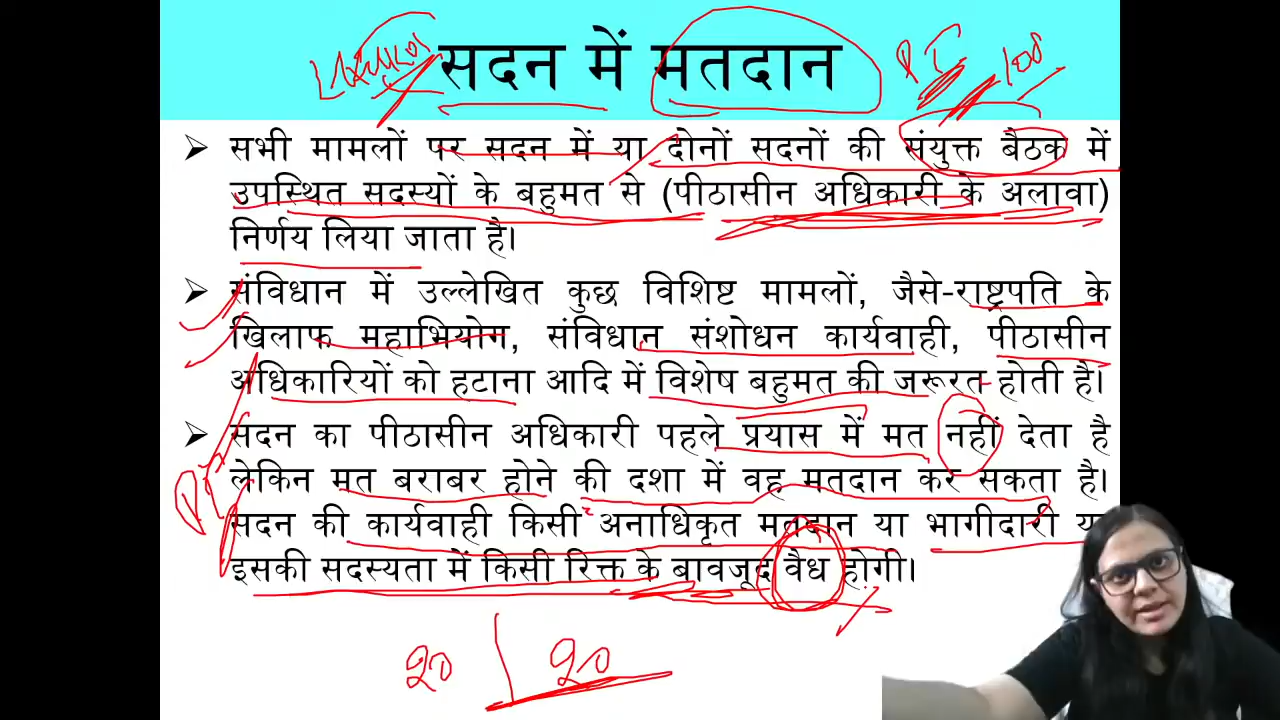 सदन में मतदान
100
सभी मामलों पर सदन में या दोनों सदनों की संयुक्त बैठक में
उपस्थित सदस्यों के बहुमत से (पीठासीन अधिकारी के अलावा)
निर्णय लिया जाता है।
संविधान में उल्लेखित कुछ विशिष्ट मामलों, जैसे-राष्ट्रपति के
खिलाफ महाभियोग, संविधान संशोधन कार्यवाही, पीठासीन
अधिकारियों को हटाना आदि में विशेष बहुमत की जरूरत होती है।
सदन का पीठासीन अधिकारी पहले प्रयास में मत नहीं देता है
लेकिन मत बराबर होने की दशा में वह मतदान कर सकता है।
सदन की कार्यवाही किसी अनाधिकृत मतदान या भागीदारी
इसकी सदस्यता में किसी रिक्त के बावजूद वैध होगी।
20 20